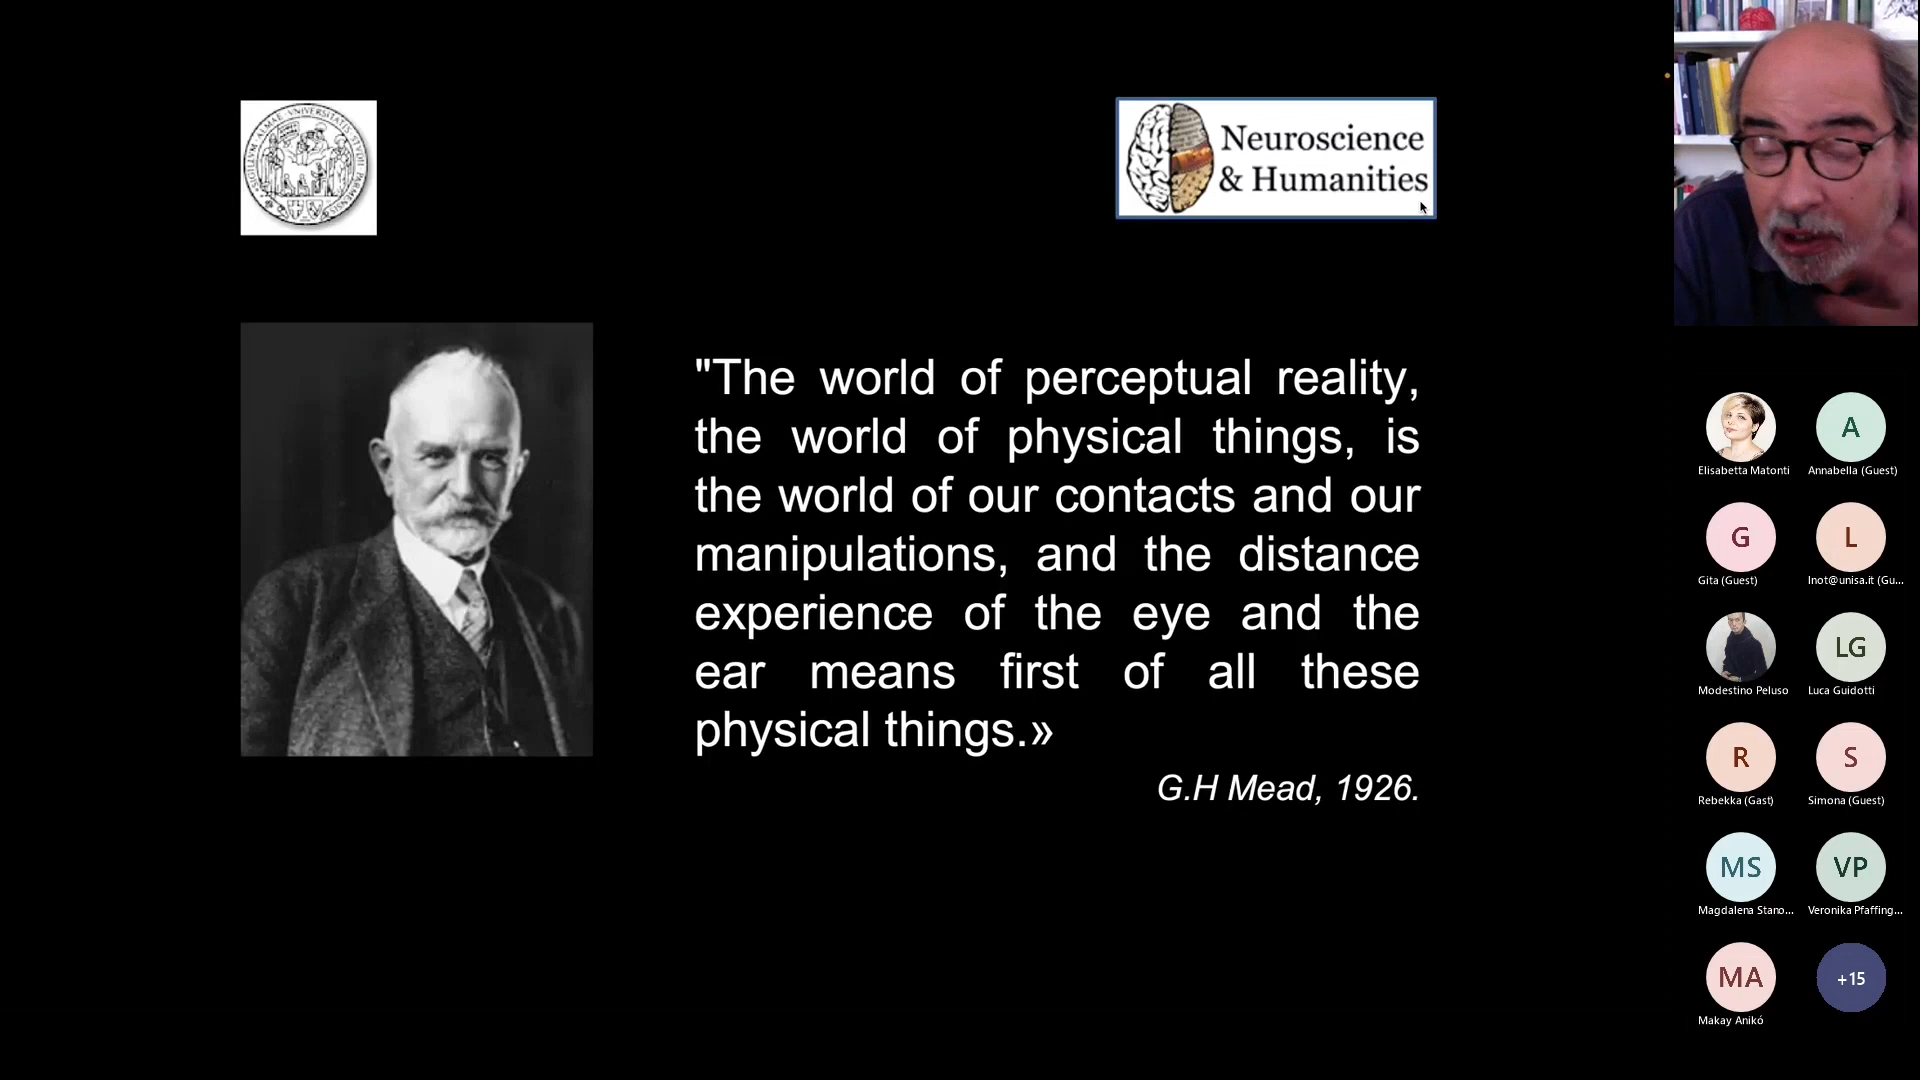 Neuroscience
& Humanities
"The world of perceptual reality,
the world of physical things, is
the world of our contacts and our
manipulations, and the distance
experience of the eye and the
ear means first of all these
physical things.»
G.H Mead, 1926.
A
Elisabetta Matonti
Annabella (Guest)
G
L
Gita (Guest)
lnot@unisa.it (Gu...
LG
Modestino Peluso
Luca Guidotti
R
S
Rebekka (Gast)
Simona (Guest)
MS
VP
Magdalena Stano...
Veronika Pfaffing...
MA
+15
Makay Anikó